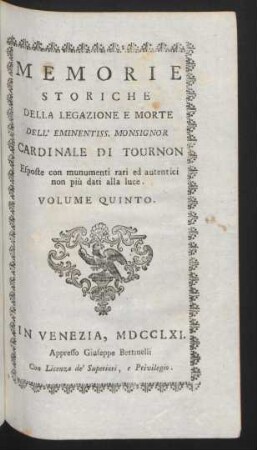 MEMORIE
STORICHE
DELLA LEGAZIONE E MORTE
DELL' EMINENTISS. MONSIGNOR
CARDINALE DI TOURNON
Esposte con munumenti rari ed autentici
non più dati alla luce.
VOLUME QUINTO.
IN VENEZIA, MDCCLXI.
Appresso Giuseppe Bettinelli
Con Licenza de' Superiori, e Privilegio.